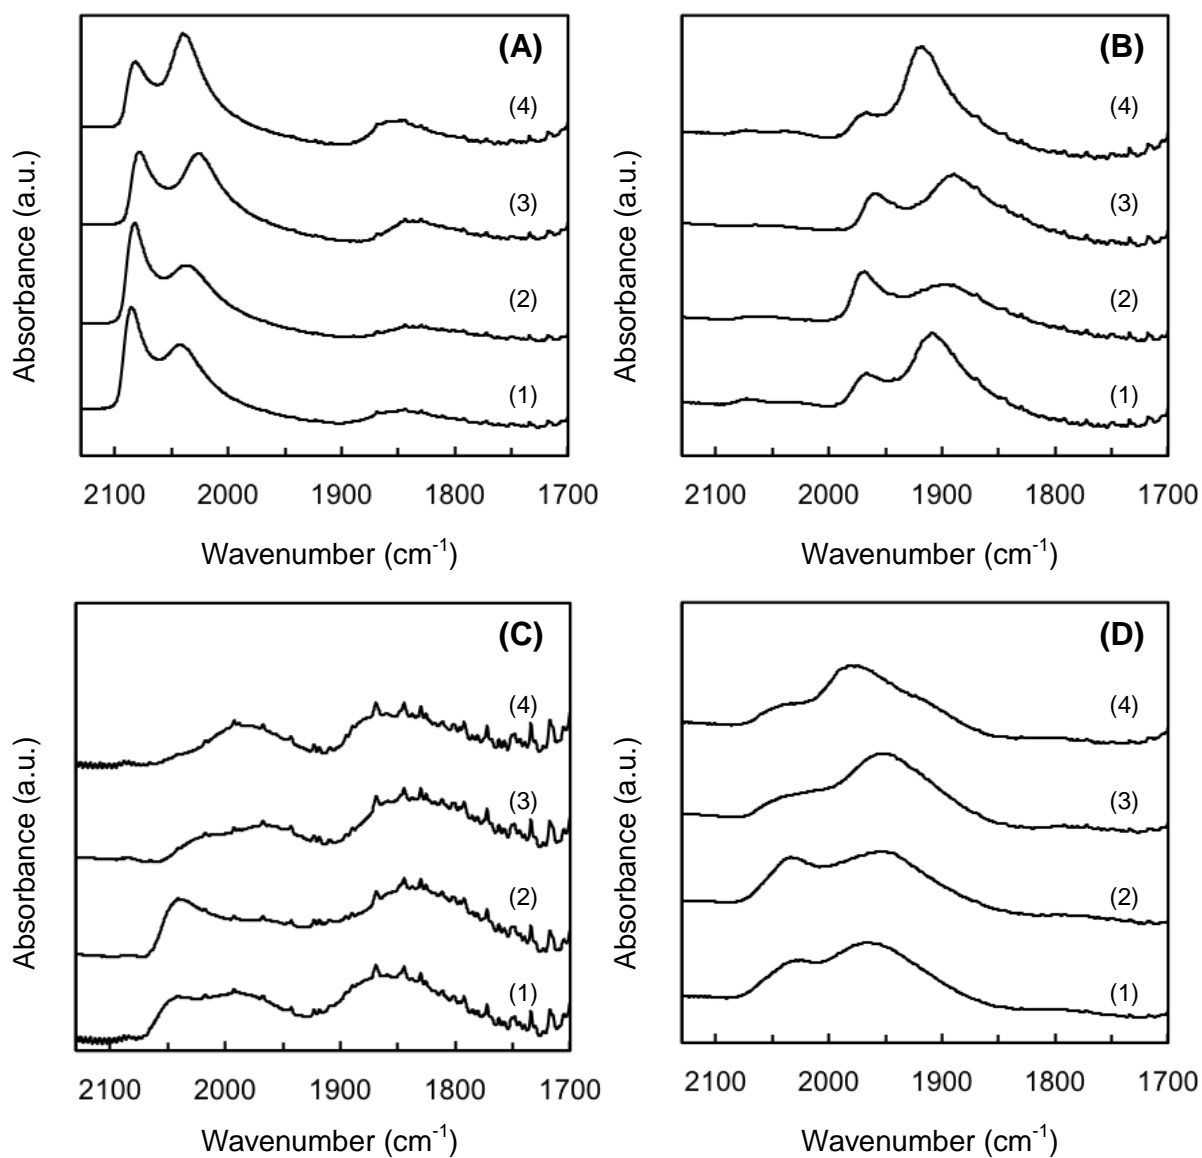 (A)
(4)
(3)
(2)
(1)
Absorbance (a.u.)
2100 2000 1900 1800 1700
Wavenumber (cm⁻¹)
(B)
(4)
(3)
(2)
(1)
Absorbance (a.u.)
2100 2000 1900 1800 1700
Wavenumber (cm⁻¹)
(C)
(4)
(3)
(2)
(1)
Absorbance (a.u.)
2100 2000 1900 1800 1700
Wavenumber (cm⁻¹)
(D)
(4)
(3)
(2)
(1)
Absorbance (a.u.)
2100 2000 1900 1800 1700
Wavenumber (cm⁻¹)